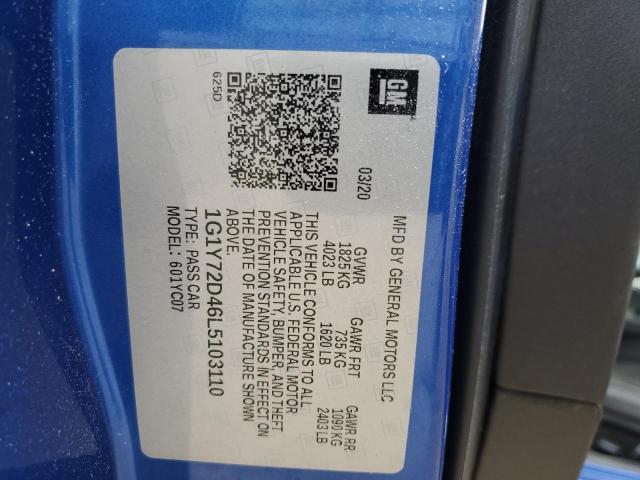 GM
625D
03/20
MFD BY GENERAL MOTORS LLC
GVWR GAWR FRT GAWR RR
1825 KG 735 KG 1090 KG
4023 LB 1620 LB 2403 LB
THIS VEHICLE CONFORMS TO ALL
APPLICABLE U.S. FEDERAL MOTOR
VEHICLE SAFETY, BUMPER, AND THEFT
PREVENTION STANDARDS IN EFFECT ON
THE DATE OF MANUFACTURE SHOWN
ABOVE.
1G1Y72D46L5103110
TYPE: PASS CAR
MODEL: 601YC07